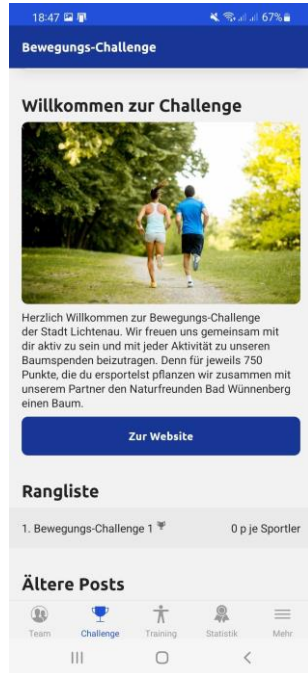 18:47 67%
Bewegungs-Challenge
Willkommen zur Challenge
Herzlich Willkommen zur Bewegungs-Challenge
der Stadt Lichtenau. Wir freuen uns gemeinsam mit
dir aktiv zu sein und mit jeder Aktivität zu unseren
Baumspenden beizutragen. Denn für jeweils 750
Punkte, die du ersportelst pflanzen wir zusammen mit
unserem Partner den Naturfreunden Bad Wünnenberg
einen Baum.
Zur Website
Rangliste
1. Bewegungs-Challenge 1 0 p je Sportler
Ältere Posts
Team Challenge Training Statistik Mehr